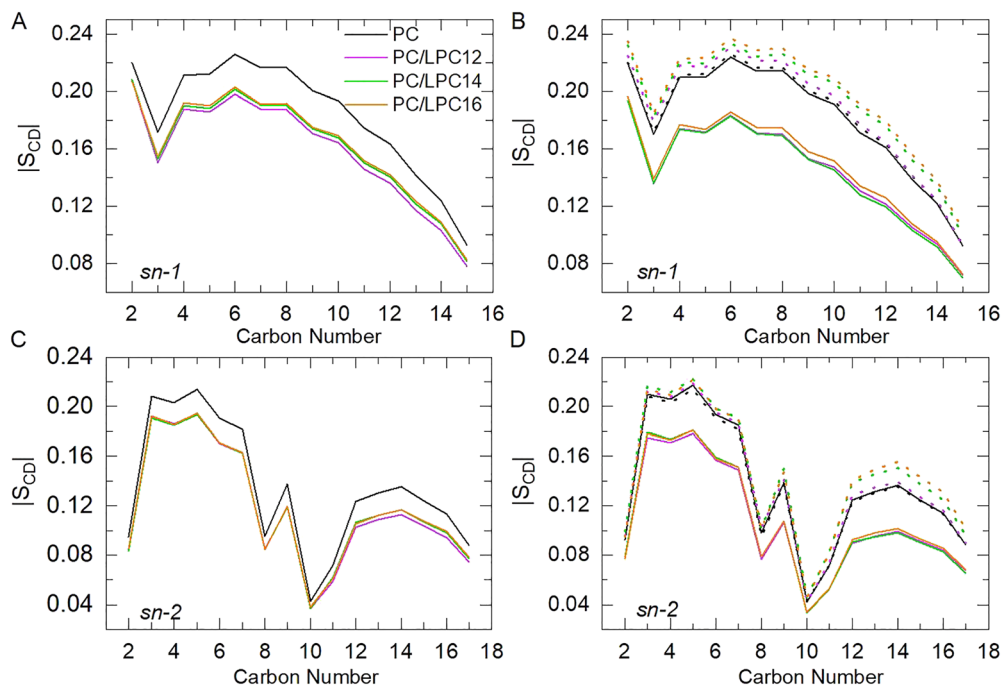 A
B
0.24
0.20
0.16
0.12
0.08
|S_CD|
PC
PC/LPC12
PC/LPC14
PC/LPC16
sn-1
2 4 6 8 10 12 14 16
Carbon Number
0.24
0.20
0.16
0.12
0.08
|S_CD|
sn-1
2 4 6 8 10 12 14 16
Carbon Number
C
D
0.24
0.20
0.16
0.12
0.08
0.04
|S_CD|
sn-2
2 4 6 8 10 12 14 16 18
Carbon Number
0.24
0.20
0.16
0.12
0.08
0.04
|S_CD|
sn-2
2 4 6 8 10 12 14 16 18
Carbon Number